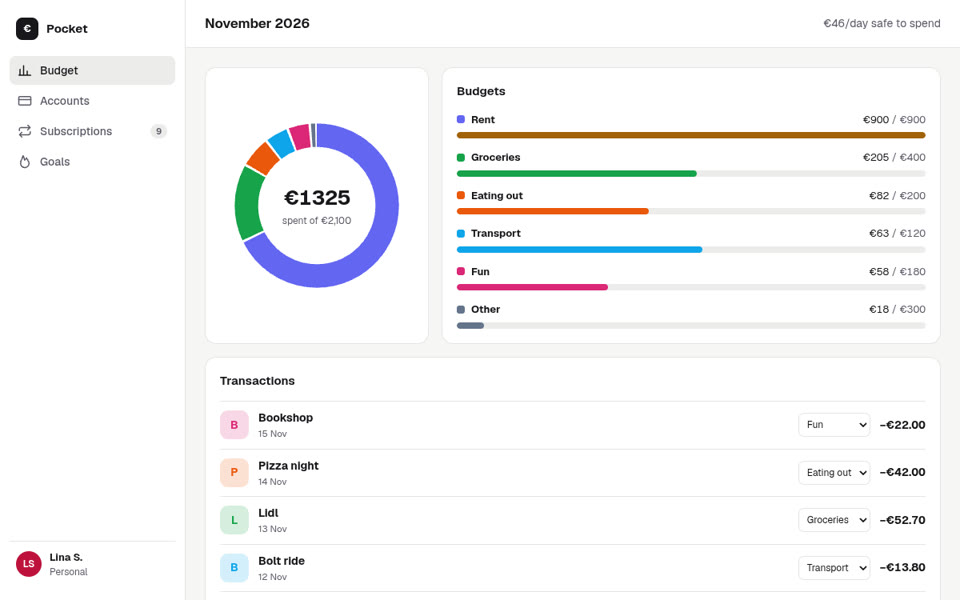 € Pocket
Budget
Accounts
Subscriptions 9
Goals
LS Lina S.
Personal
November 2026
€46/day safe to spend
€1325
spent of €2,100
Budgets
Rent €900 / €900
Groceries €205 / €400
Eating out €82 / €200
Transport €63 / €120
Fun €58 / €180
Other €18 / €300
Transactions
B Bookshop
15 Nov
Fun −€22.00
P Pizza night
14 Nov
Eating out −€42.00
L Lidl
13 Nov
Groceries −€52.70
B Bolt ride
12 Nov
Transport −€13.80